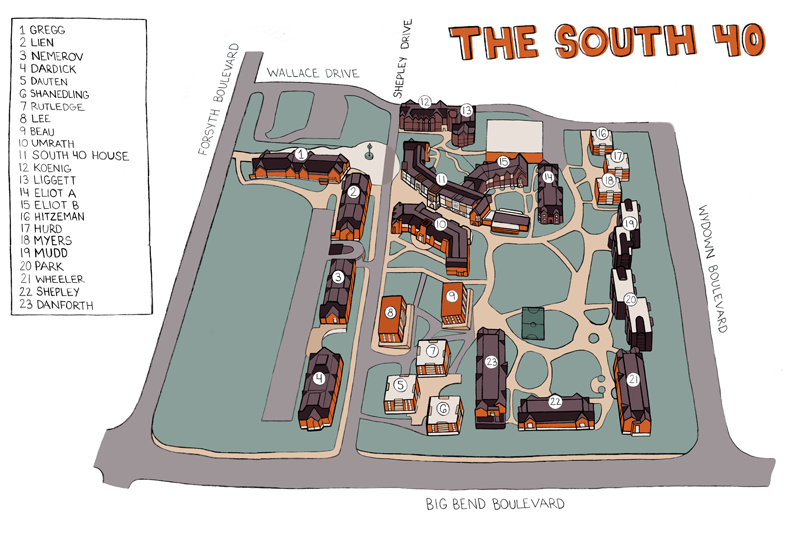 THE SOUTH 40
1 GREGG
2 LIEN
3 NEMEROV
4 DARDICK
5 DAUTEN
6 SHANEDLING
7 RUTLEDGE
8 LEE
9 BEAU
10 UMRATH
11 SOUTH 40 HOUSE
12 KOENIG
13 LIGGETT
14 ELIOT A
15 ELIOT B
16 HITZEMAN
17 HURD
18 MYERS
19 MUDD
20 PARK
21 WHEELER
22 SHEPLEY
23 DANFORTH
FORSYTH BOULEVARD
WALLACE DRIVE
SHEPLEY DRIVE
WYDOWN BOULEVARD
BIG BEND BOULEVARD
12
13
16
1
15
17
11
14
18
2
19
10
3
9
20
8
7
23
4
5
21
6
22